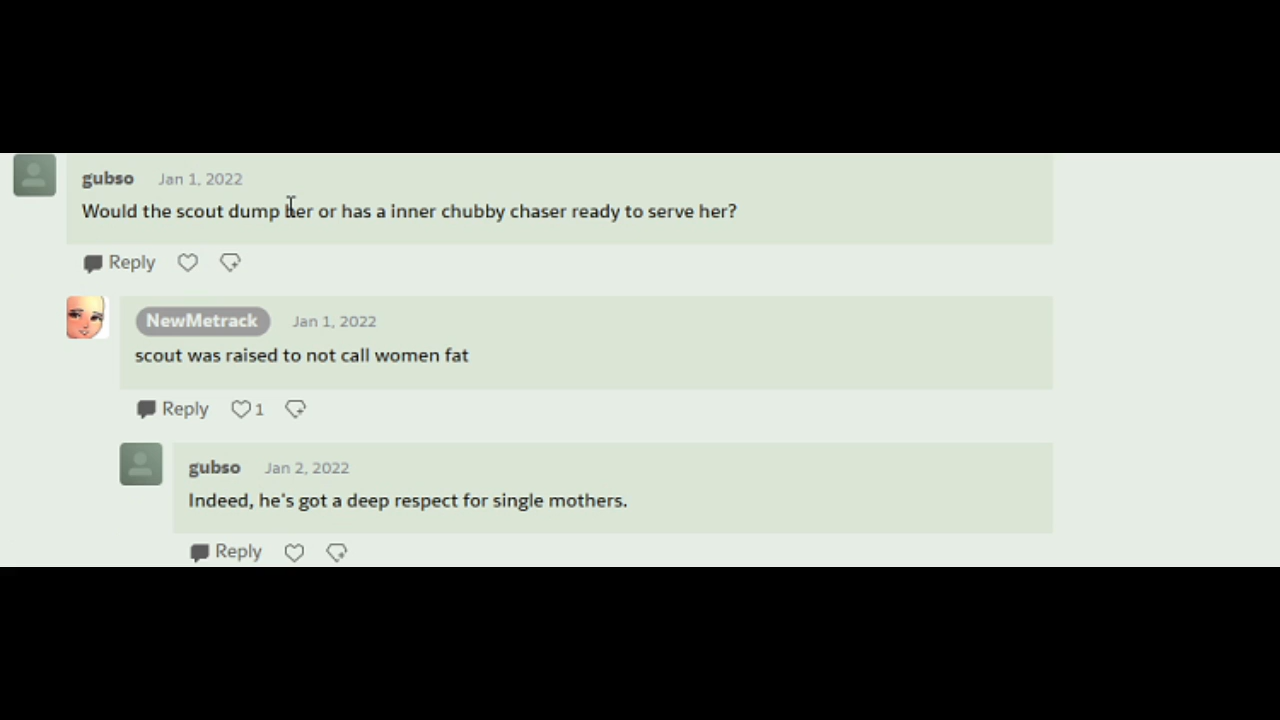 gubso Jan 1, 2022
Would the scout dump her or has a inner chubby chaser ready to serve her?
Reply
NewMetrack Jan 1, 2022
scout was raised to not call women fat
Reply 1
gubso Jan 2, 2022
Indeed, he's got a deep respect for single mothers.
Reply